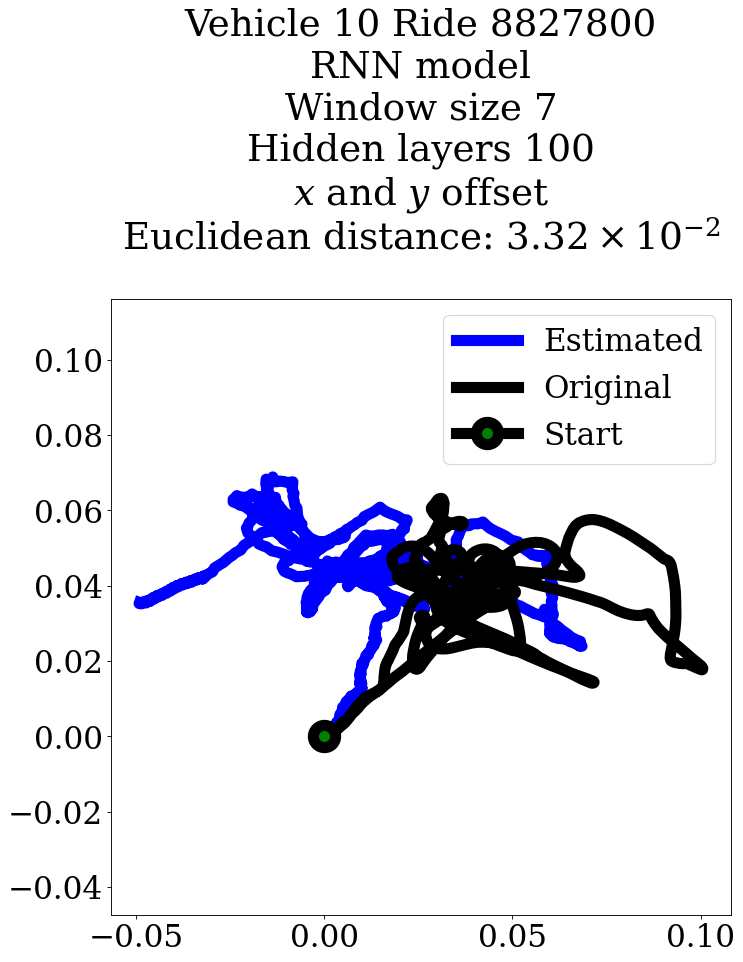 Vehicle 10 Ride 8827800
RNN model
Window size 7
Hidden layers 100
x and y offset
Euclidean distance: 3.32 × 10⁻²
Estimated
Original
Start
0.10
0.08
0.06
0.04
0.02
0.00
−0.02
−0.04
−0.05 0.00 0.05 0.10